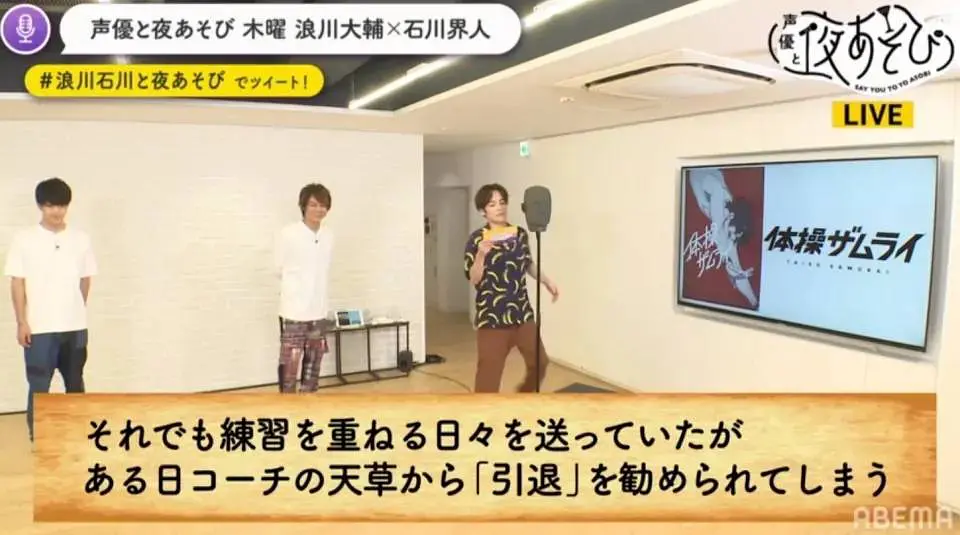 声優と夜あそび 木曜 浪川大輔×石川界人
#浪川石川と夜あそび でツイート!
声優と夜あそび
SAY YOU TO YO ASOBI
LIVE
体操ザムライ
体操ザムライ
TAISO SAMURAI
それでも練習を重ねる日々を送っていたが
ある日コーチの天草から「引退」を勧められてしまう
ABEMA